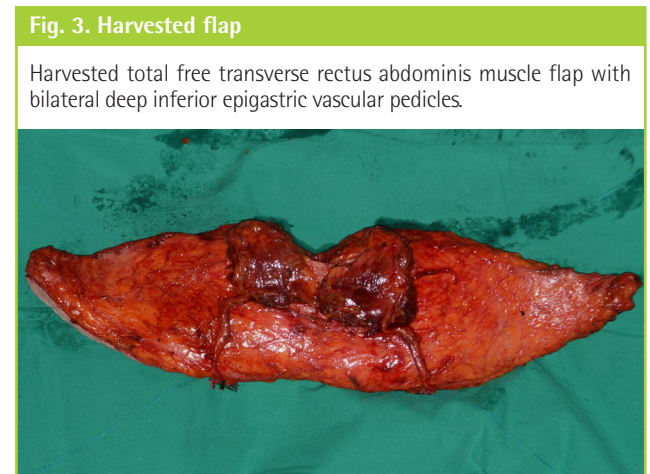 Fig. 3. Harvested flap
Harvested total free transverse rectus abdominis muscle flap with
bilateral deep inferior epigastric vascular pedicles.